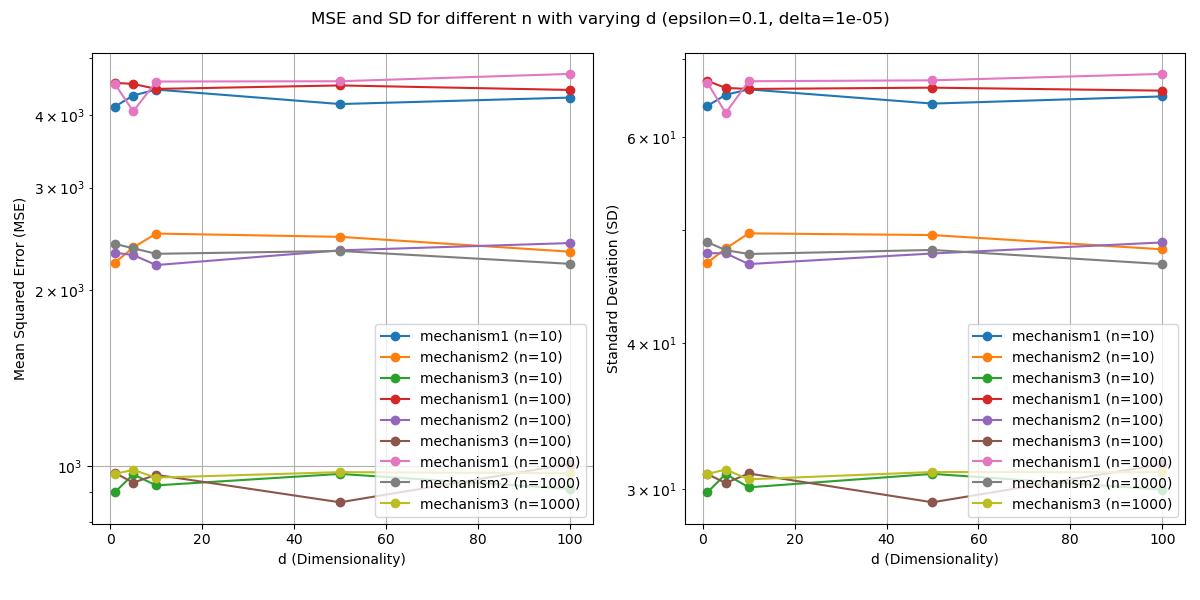 MSE and SD for different n with varying d (epsilon=0.1, delta=1e-05)
Mean Squared Error (MSE)
4 × 10³
3 × 10³
2 × 10³
10³
mechanism1 (n=10)
mechanism2 (n=10)
mechanism3 (n=10)
mechanism1 (n=100)
mechanism2 (n=100)
mechanism3 (n=100)
mechanism1 (n=1000)
mechanism2 (n=1000)
mechanism3 (n=1000)
0 20 40 60 80 100
d (Dimensionality)
Standard Deviation (SD)
6 × 10¹
4 × 10¹
3 × 10¹
mechanism1 (n=10)
mechanism2 (n=10)
mechanism3 (n=10)
mechanism1 (n=100)
mechanism2 (n=100)
mechanism3 (n=100)
mechanism1 (n=1000)
mechanism2 (n=1000)
mechanism3 (n=1000)
0 20 40 60 80 100
d (Dimensionality)